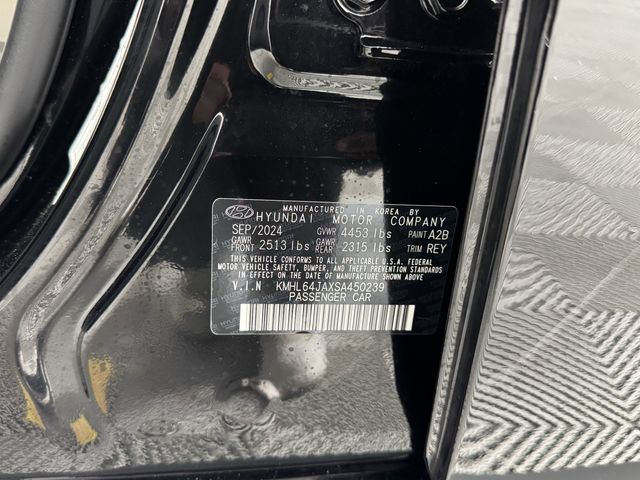 MANUFACTURED IN KOREA BY
HYUNDAI MOTOR COMPANY
SEP/2024 GVWR 4453 lbs PAINT A2B
GAWR FRONT 2513 lbs GAWR REAR 2315 lbs TRIM REY
THIS VEHICLE CONFORMS TO ALL APPLICABLE U.S.A. FEDERAL
MOTOR VEHICLE SAFETY, BUMPER, AND THEFT PREVENTION STANDARDS
IN EFFECT ON THE DATE OF MANUFACTURE SHOWN ABOVE
V.I.N KMHL64JAXSA450239
PASSENGER CAR